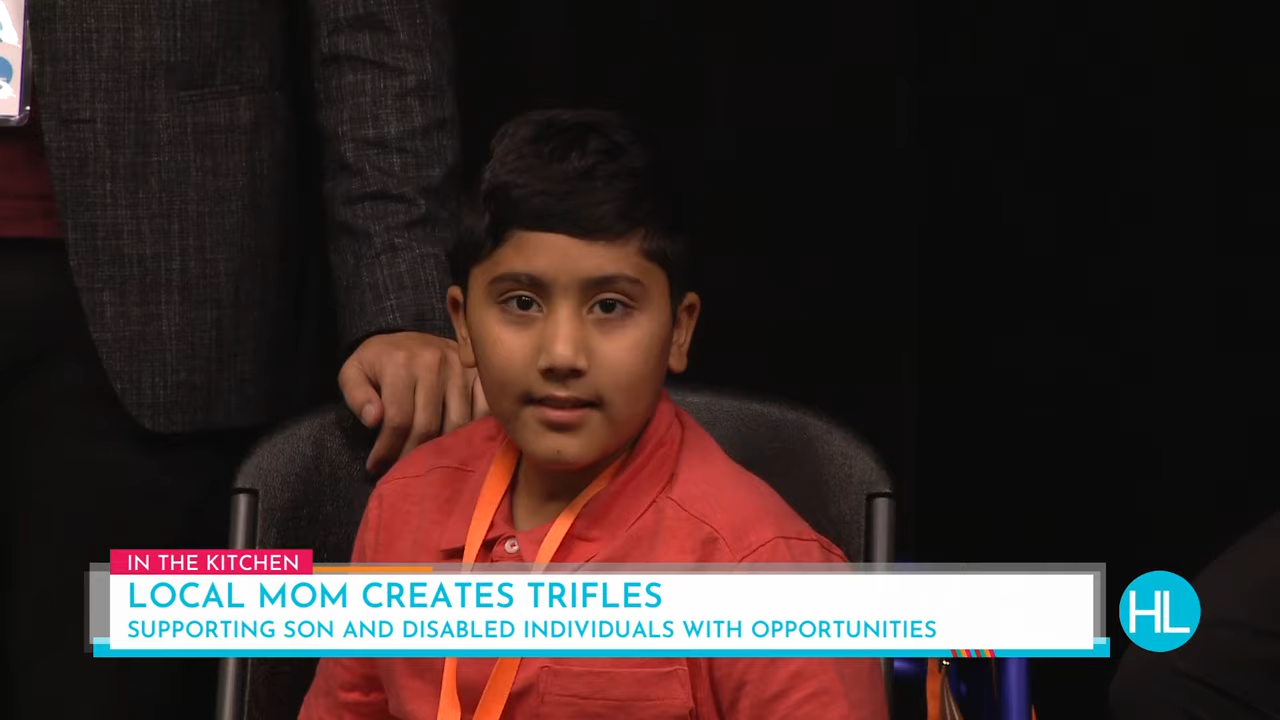 IN THE KITCHEN
LOCAL MOM CREATES TRIFLES
SUPPORTING SON AND DISABLED INDIVIDUALS WITH OPPORTUNITIES
HL